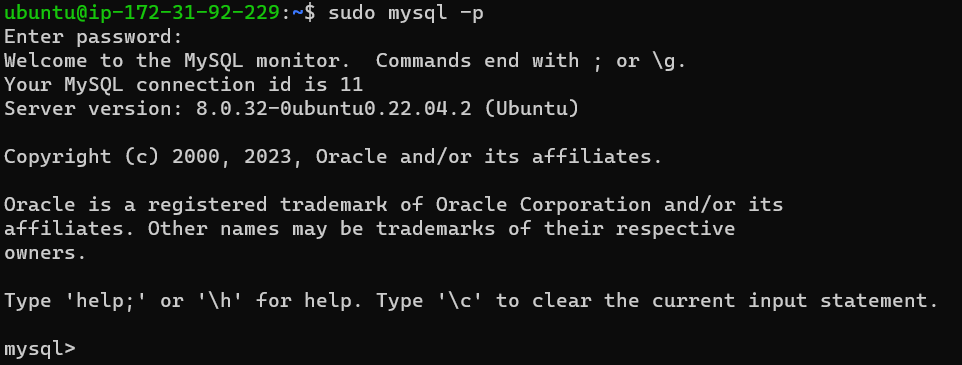 ubuntu@ip-172-31-92-229:~$ sudo mysql -p
Enter password:
Welcome to the MySQL monitor.  Commands end with ; or \g.
Your MySQL connection id is 11
Server version: 8.0.32-0ubuntu0.22.04.2 (Ubuntu)

Copyright (c) 2000, 2023, Oracle and/or its affiliates.

Oracle is a registered trademark of Oracle Corporation and/or its
affiliates. Other names may be trademarks of their respective
owners.

Type 'help;' or '\h' for help. Type '\c' to clear the current input statement.

mysql>